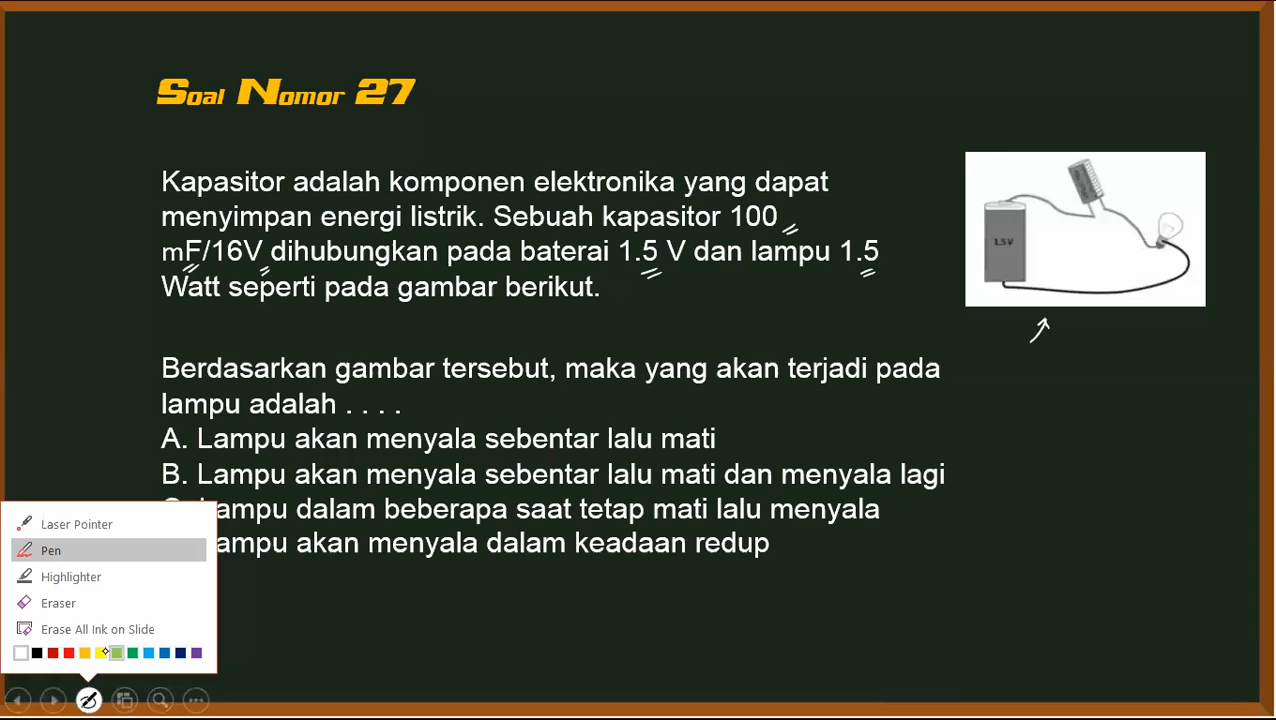 Soal Nomor 27
Kapasitor adalah komponen elektronika yang dapat
menyimpan energi listrik. Sebuah kapasitor 100
mF/16V dihubungkan pada baterai 1.5 V dan lampu 1.5
Watt seperti pada gambar berikut.
1.5 V
Berdasarkan gambar tersebut, maka yang akan terjadi pada
lampu adalah . . . .
A. Lampu akan menyala sebentar lalu mati
B. Lampu akan menyala sebentar lalu mati dan menyala lagi
ampu dalam beberapa saat tetap mati lalu menyala
ampu akan menyala dalam keadaan redup
Laser Pointer
Pen
Highlighter
Eraser
Erase All Ink on Slide